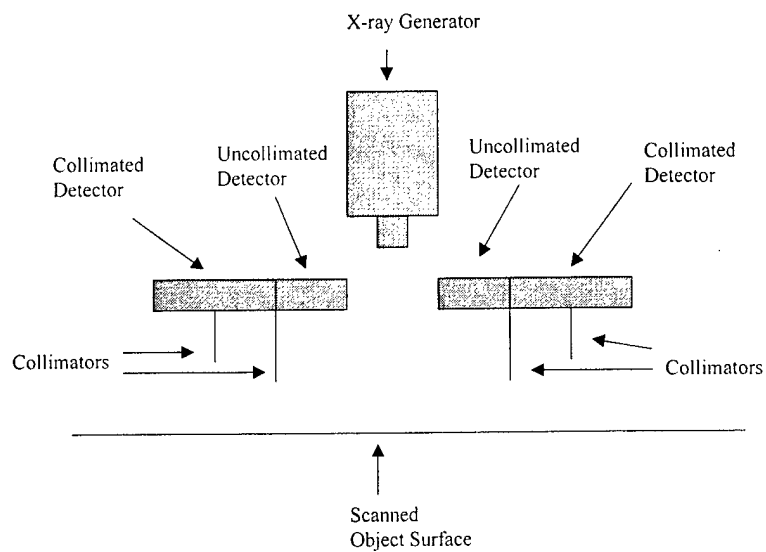 X-ray Generator
Collimated
Detector
Uncollimated
Detector
Uncollimated
Detector
Collimated
Detector
Collimators
Collimators
Scanned
Object Surface